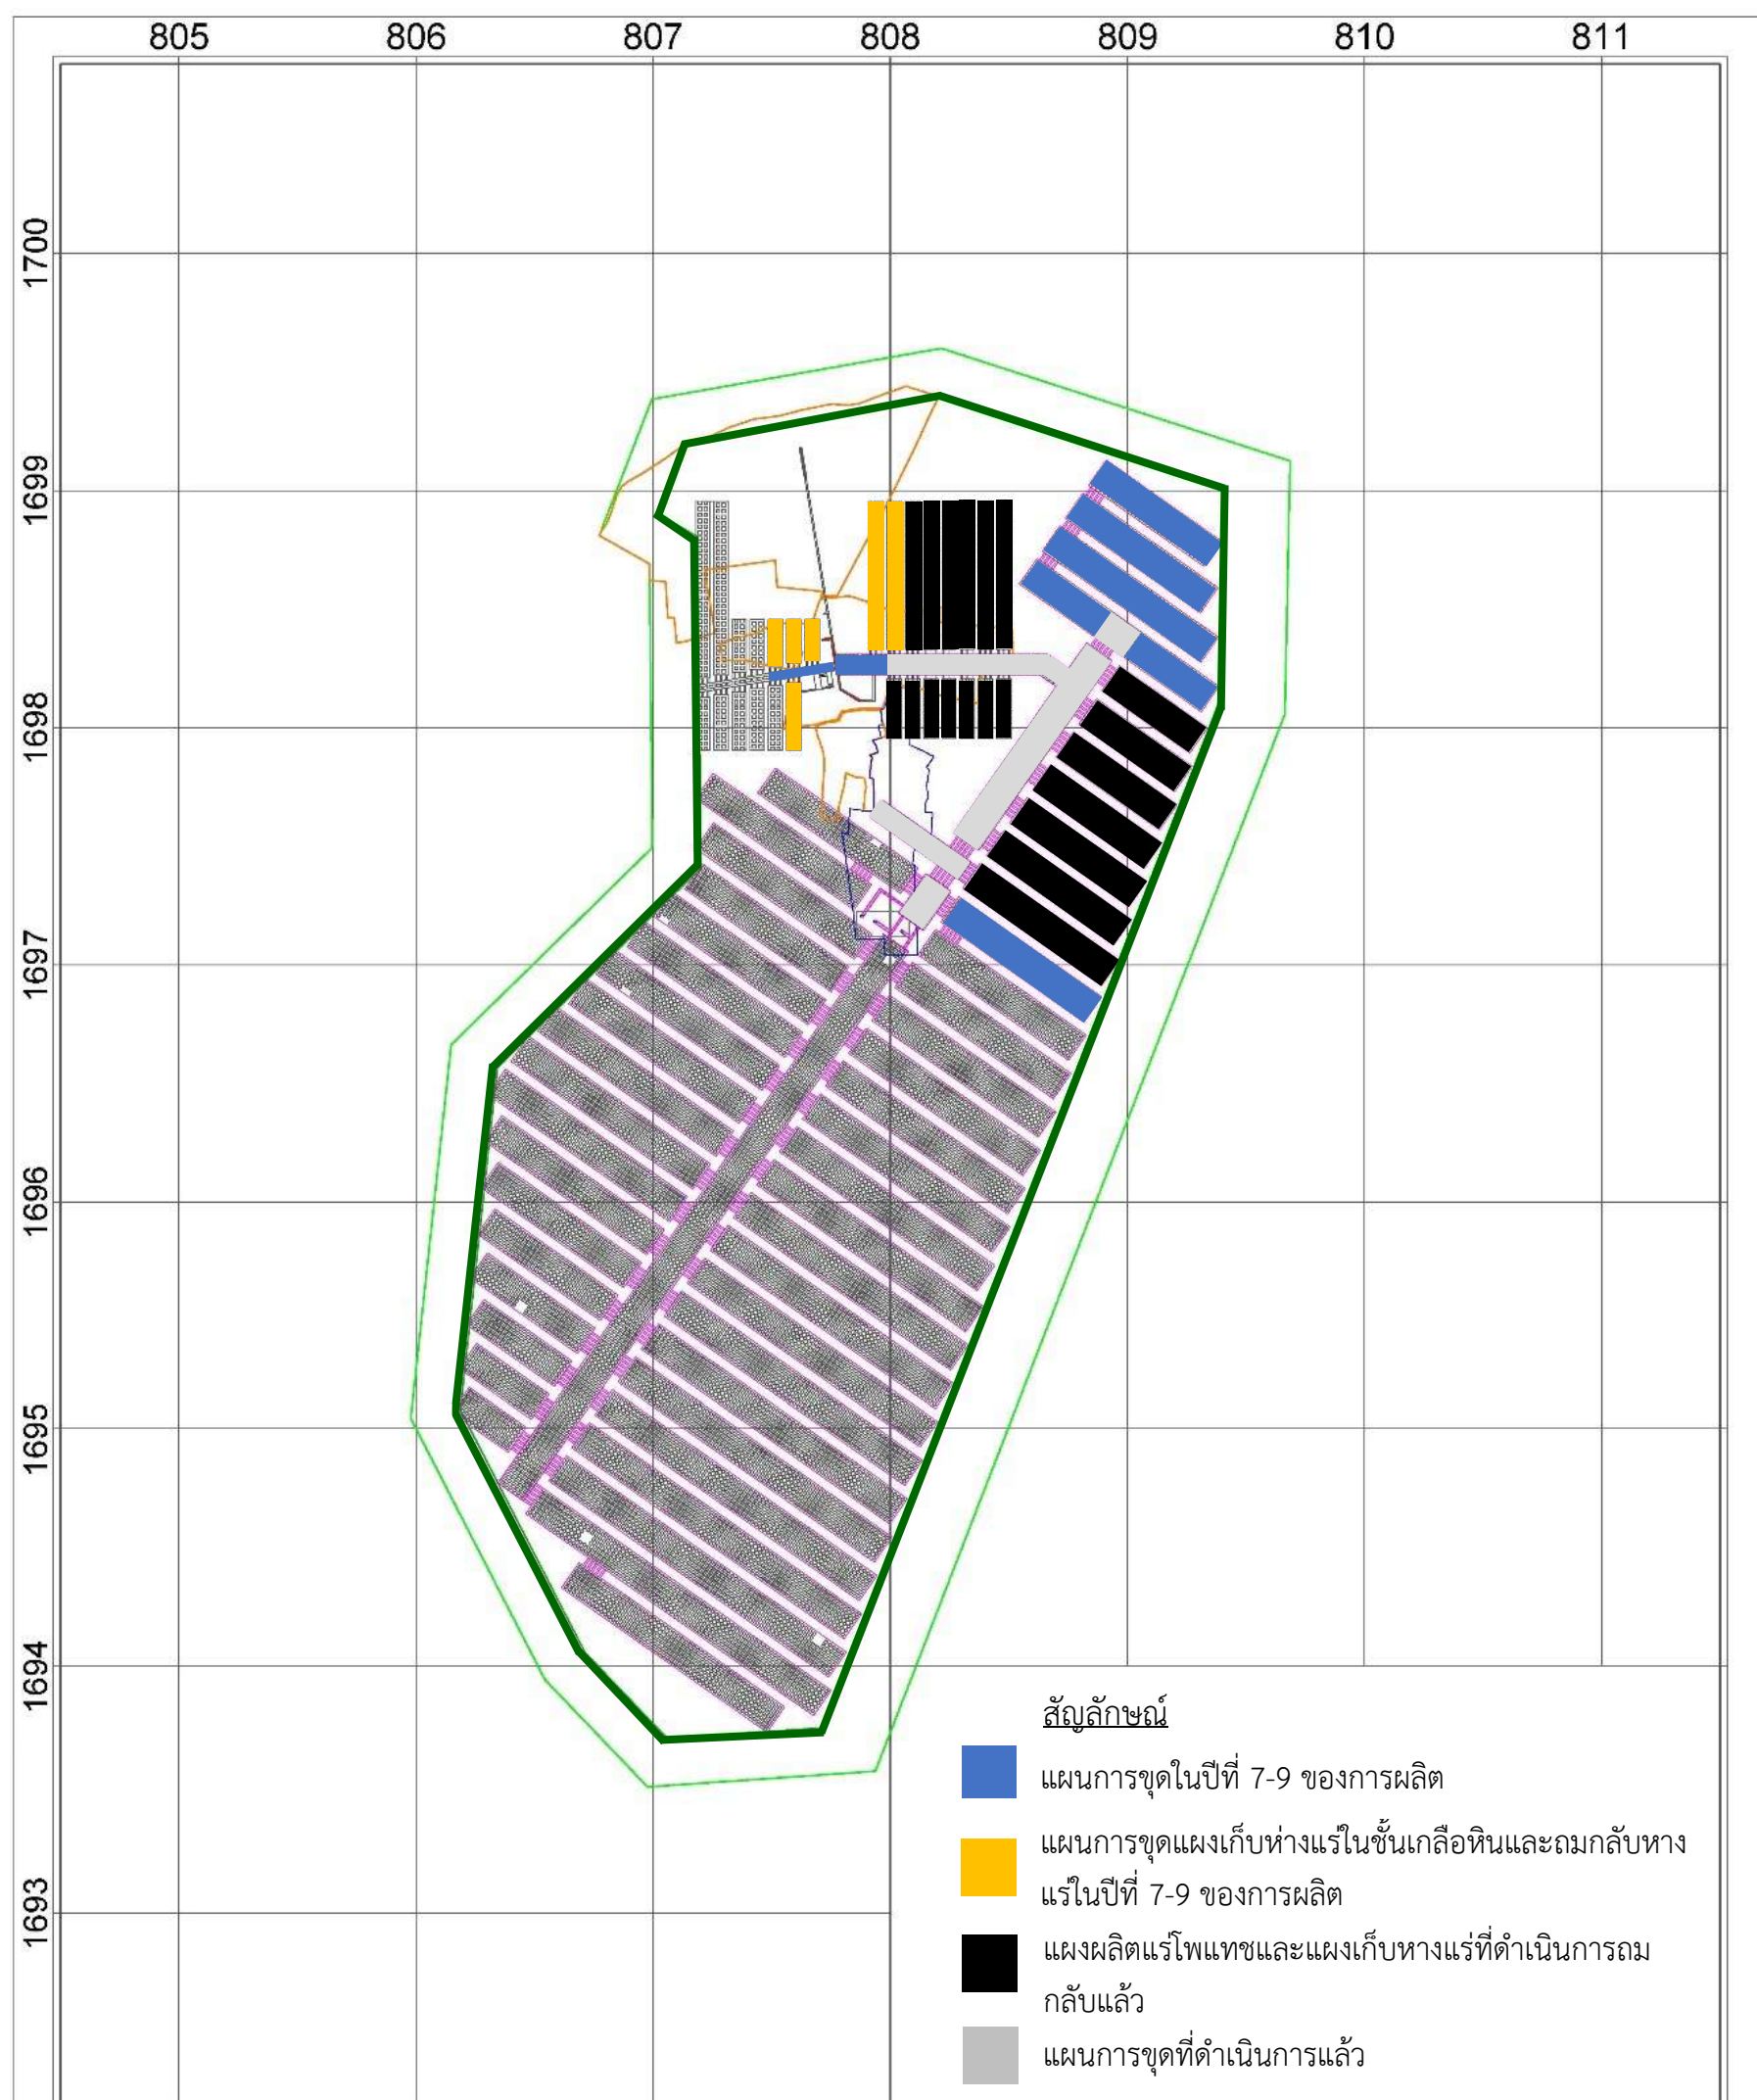 805 806 807 808 809 810 811
1700
1699
1698
1697
1696
1695
1694
1693
สัญลักษณ์
แผนการขุดในปีที่ 7-9 ของการผลิต
แผนการขุดแผงเก็บห่างแร่ในชั้นเกลือหินและถมกลับหาง
แร่ในปีที่ 7-9 ของการผลิต
แผงผลิตแร่โพแทชและแผงเก็บหางแร่ที่ดำเนินการถม
กลับแล้ว
แผนการขุดที่ดำเนินการแล้ว